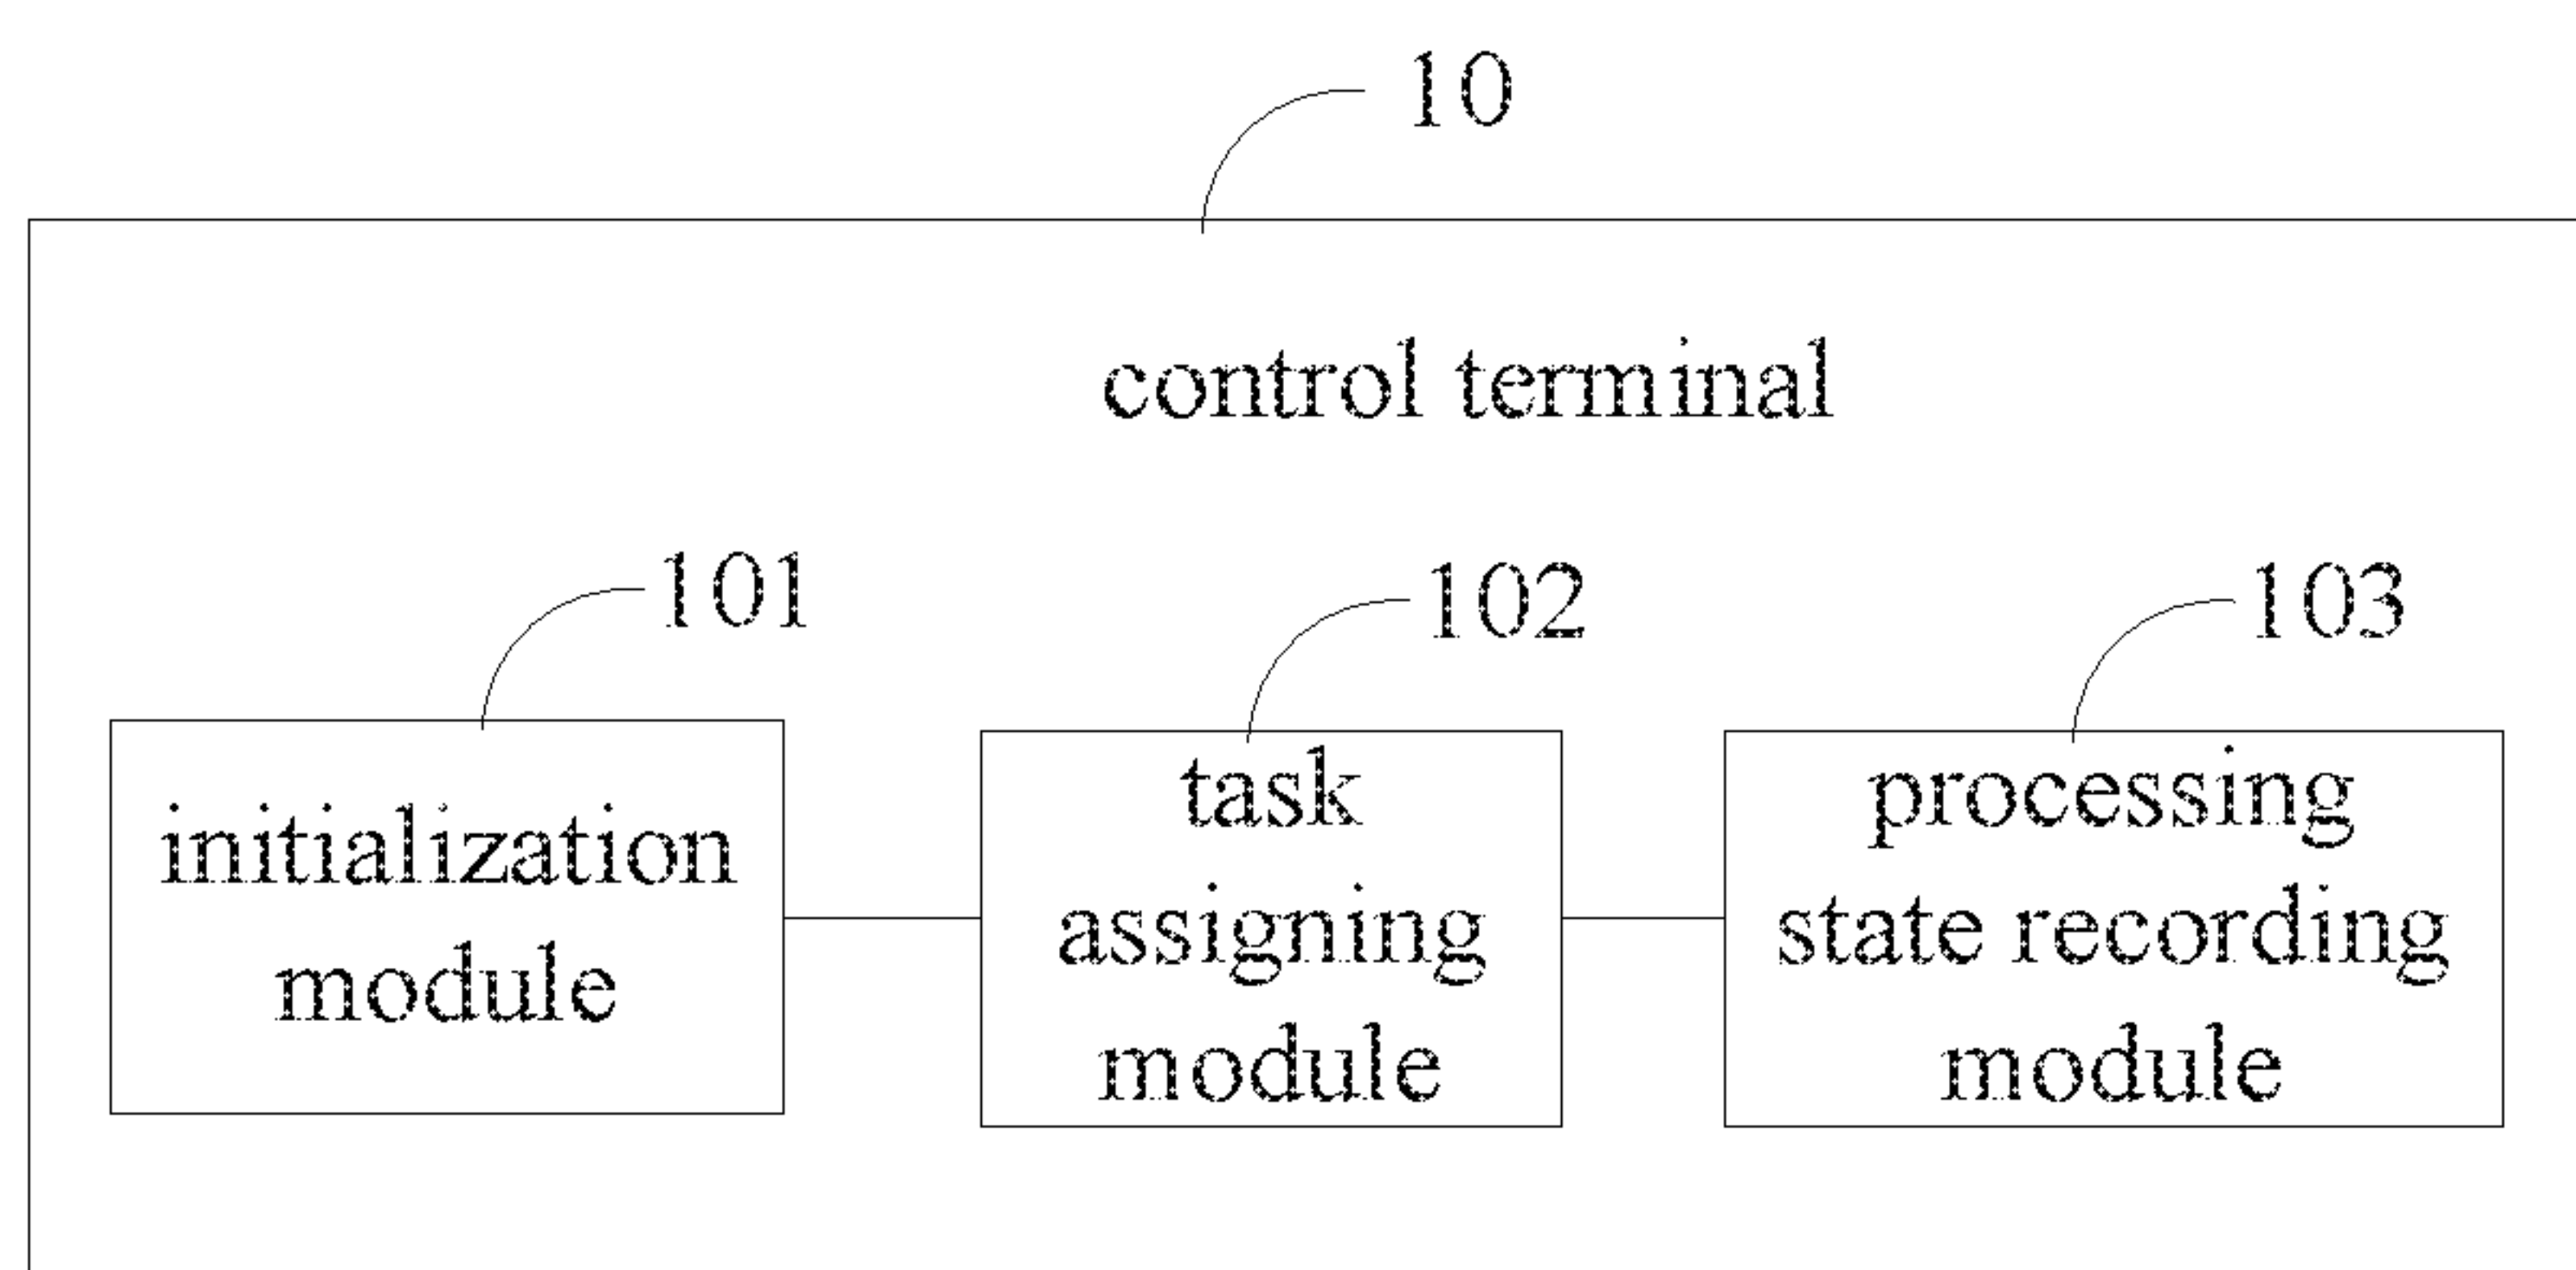 10
control terminal
101
102
103
initialization
module
task
assigning
module
processing
state recording
module